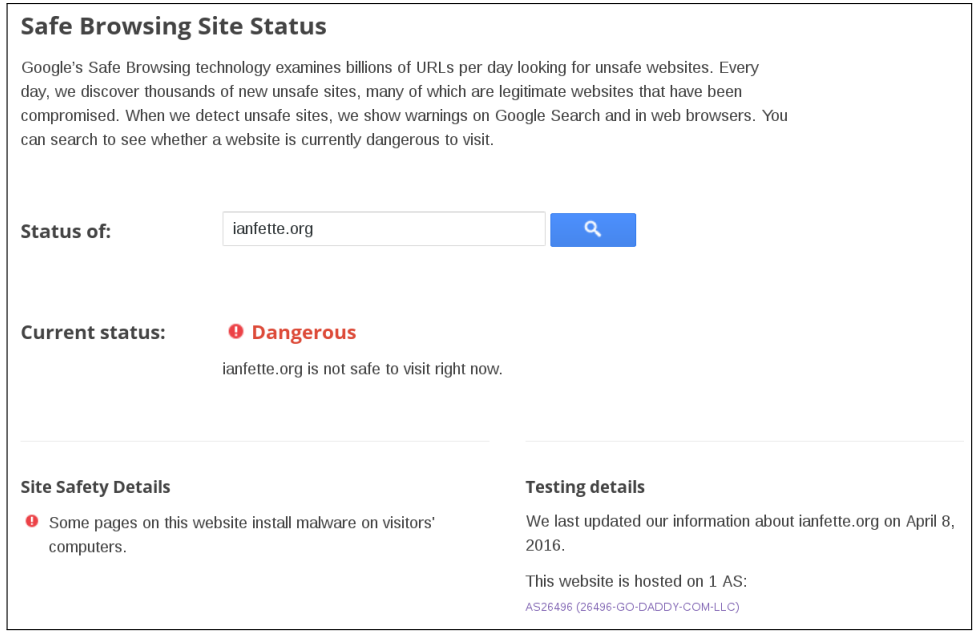 Safe Browsing Site Status
Google's Safe Browsing technology examines billions of URLs per day looking for unsafe websites. Every
day, we discover thousands of new unsafe sites, many of which are legitimate websites that have been
compromised. When we detect unsafe sites, we show warnings on Google Search and in web browsers. You
can search to see whether a website is currently dangerous to visit.
Status of:
ianfette.org
Current status:
Dangerous
ianfette.org is not safe to visit right now.
Site Safety Details
Some pages on this website install malware on visitors'
computers.
Testing details
We last updated our information about ianfette.org on April 8,
2016.
This website is hosted on 1 AS:
AS26496 (26496-GO-DADDY-COM-LLC)